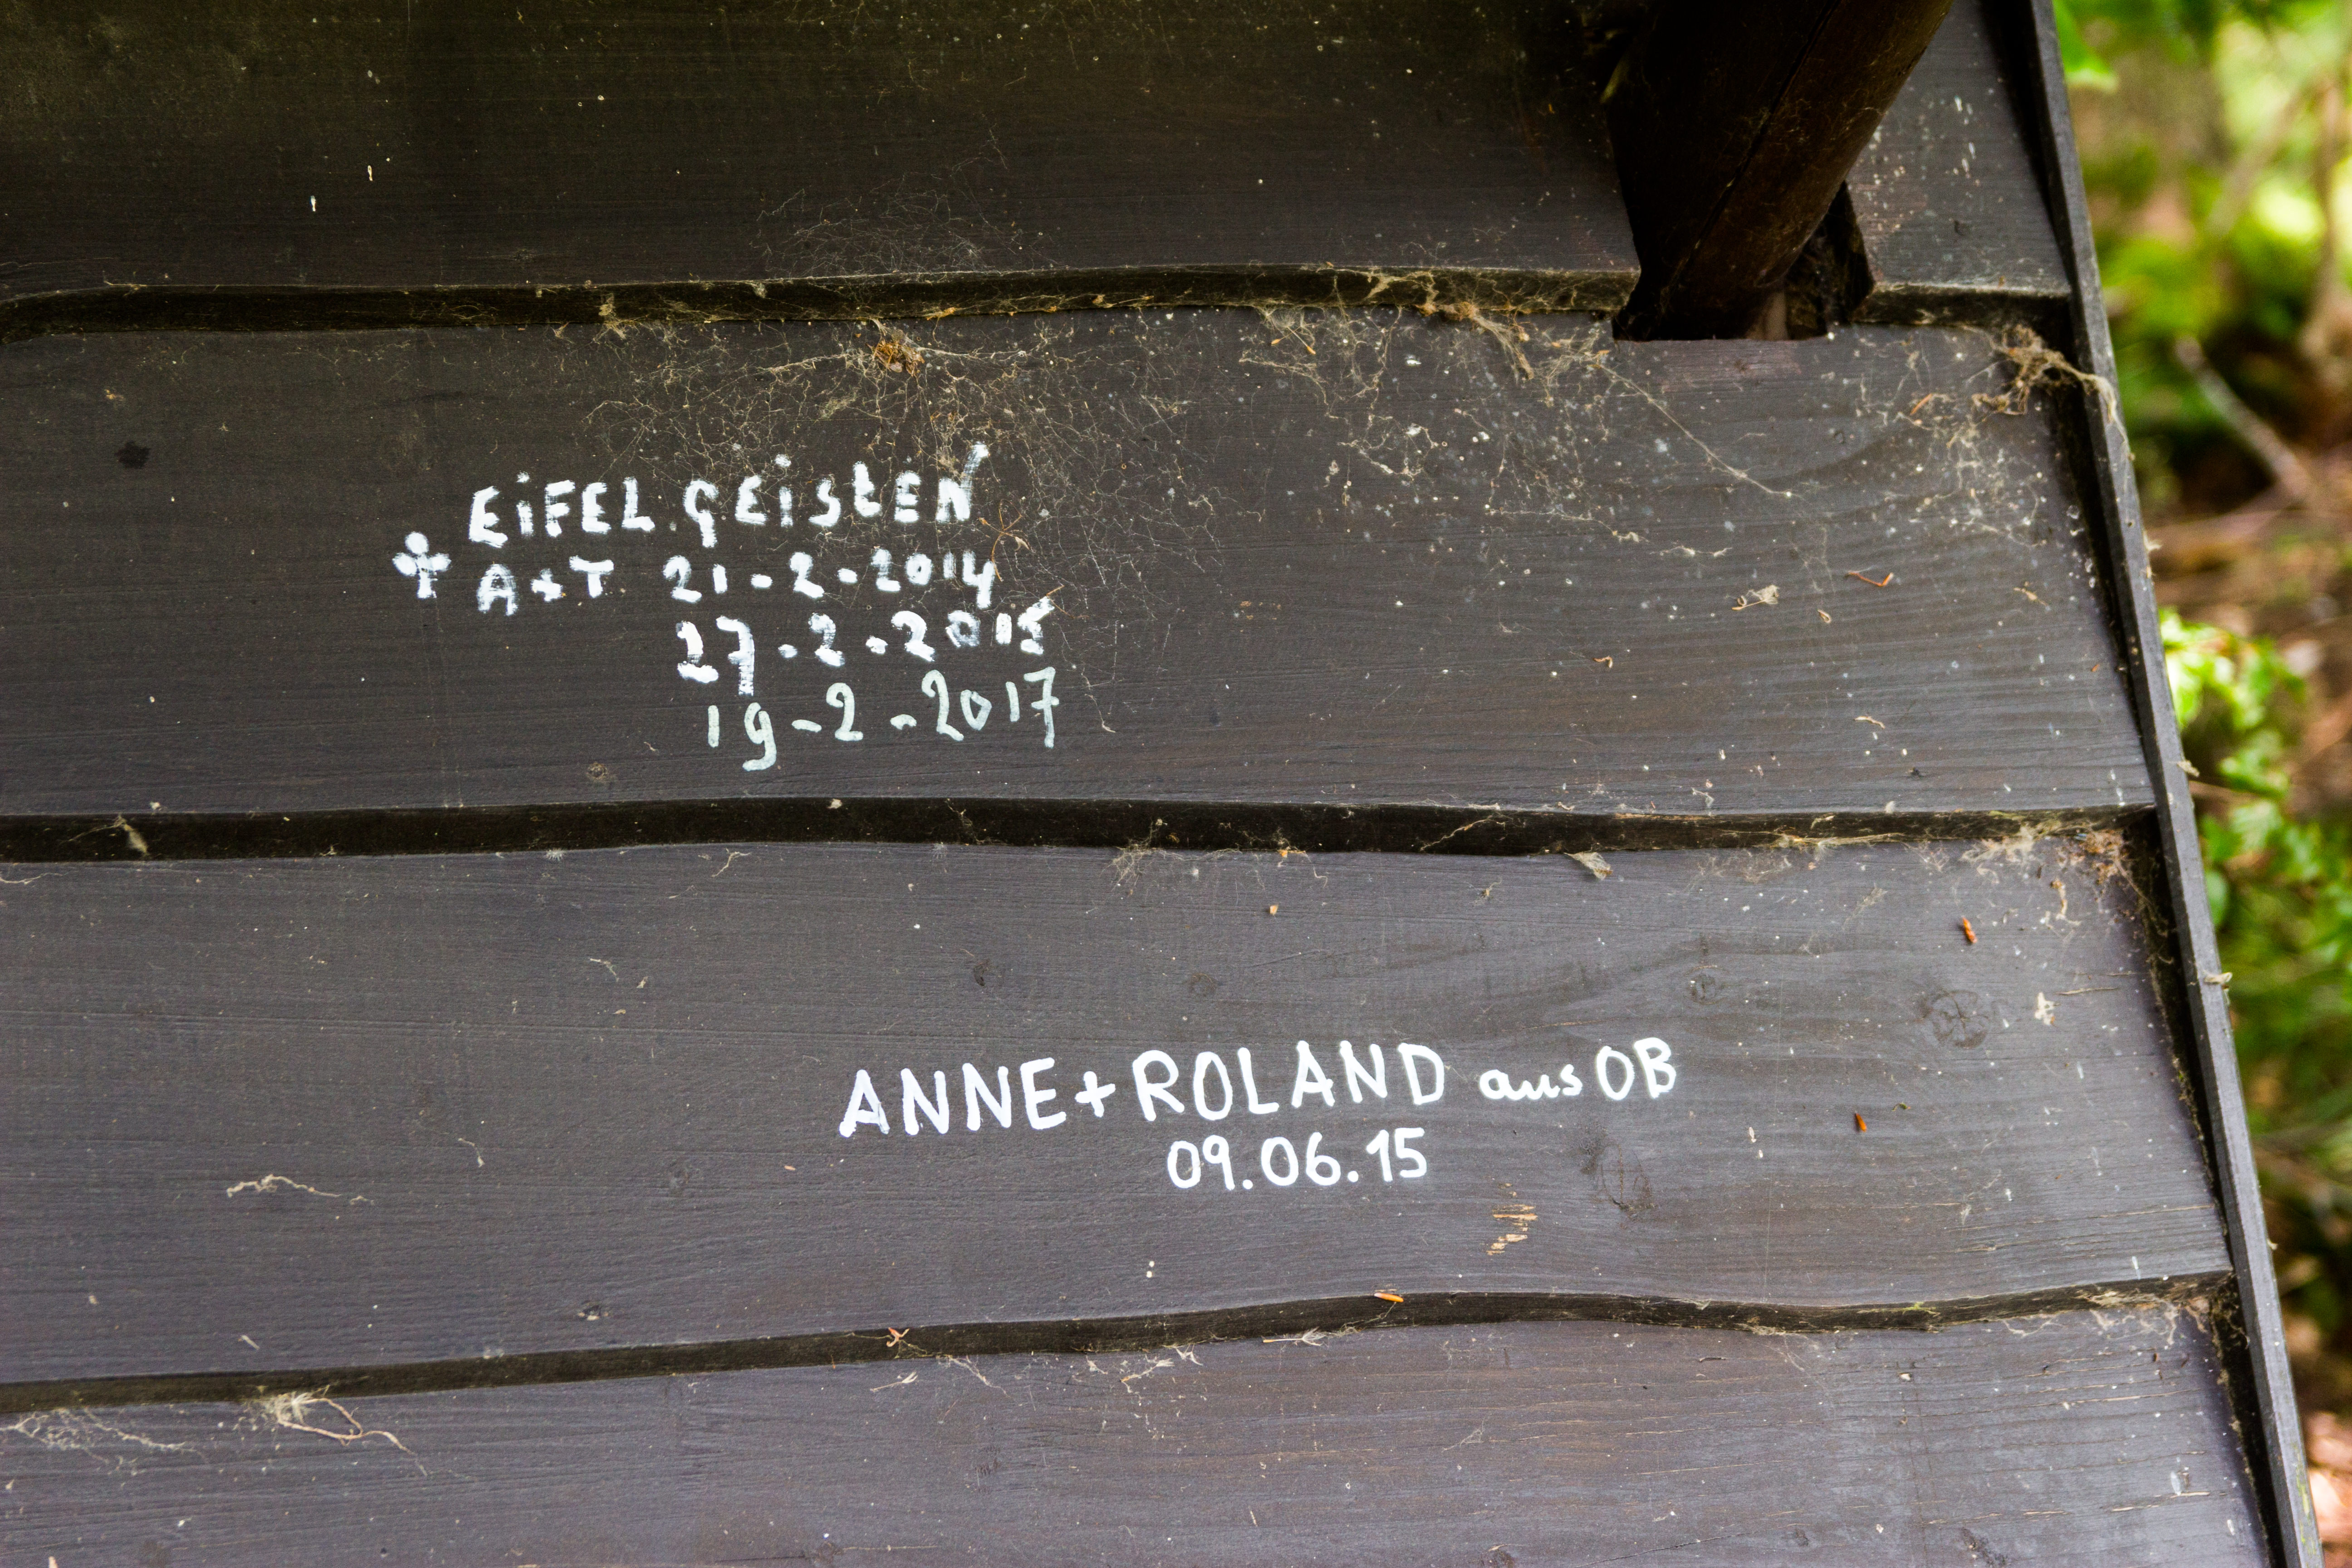 EiFEL GEiStEN
A+T 21-2-2014
27-2-2015
19-2-2017
ANNE+ROLAND aus OB
09.06.15